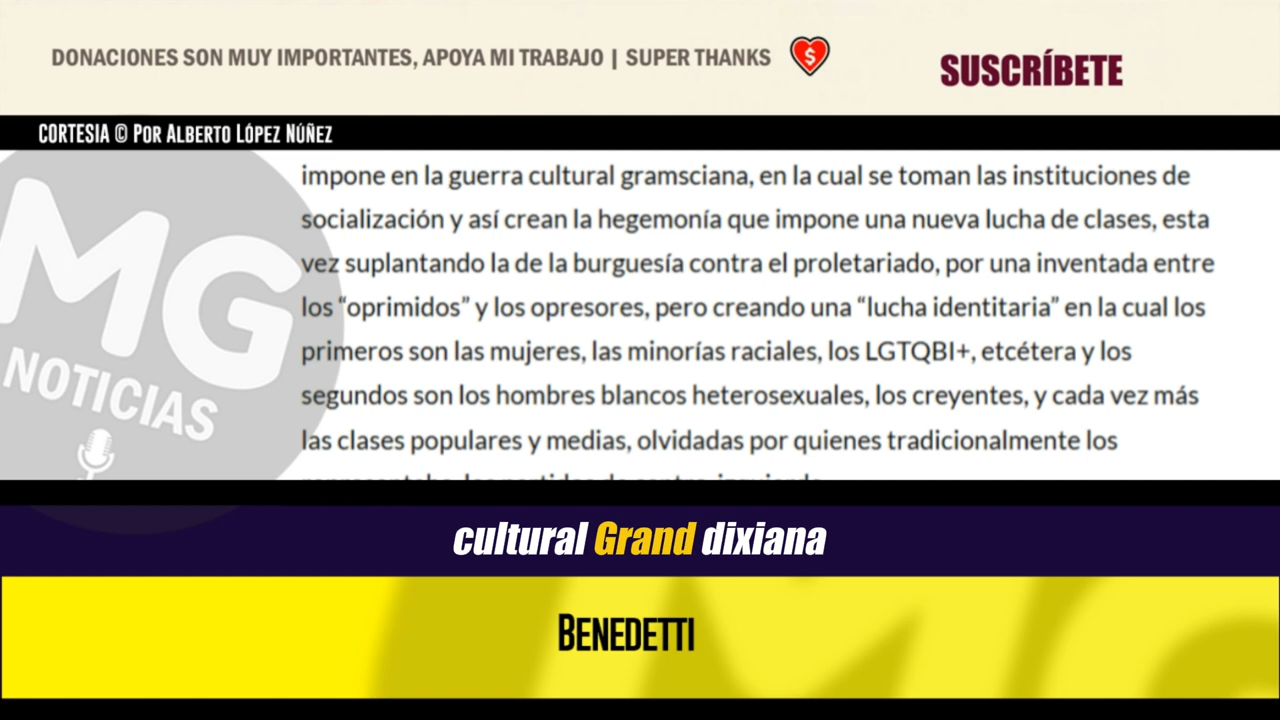 DONACIONES SON MUY IMPORTANTES, APOYA MI TRABAJO | SUPER THANKS
$
SUSCRÍBETE
CORTESIA © POR ALBERTO LÓPEZ NÚÑEZ
impone en la guerra cultural gramsciana, en la cual se toman las instituciones de
socialización y así crean la hegemonía que impone una nueva lucha de clases, esta
vez suplantando la de la burguesía contra el proletariado, por una inventada entre
los “oprimidos” y los opresores, pero creando una “lucha identitaria” en la cual los
primeros son las mujeres, las minorías raciales, los LGTQBI+, etcétera y los
segundos son los hombres blancos heterosexuales, los creyentes, y cada vez más
las clases populares y medias, olvidadas por quienes tradicionalmente los
MG
NOTICIAS
cultural Grand dixiana
BENEDETTI